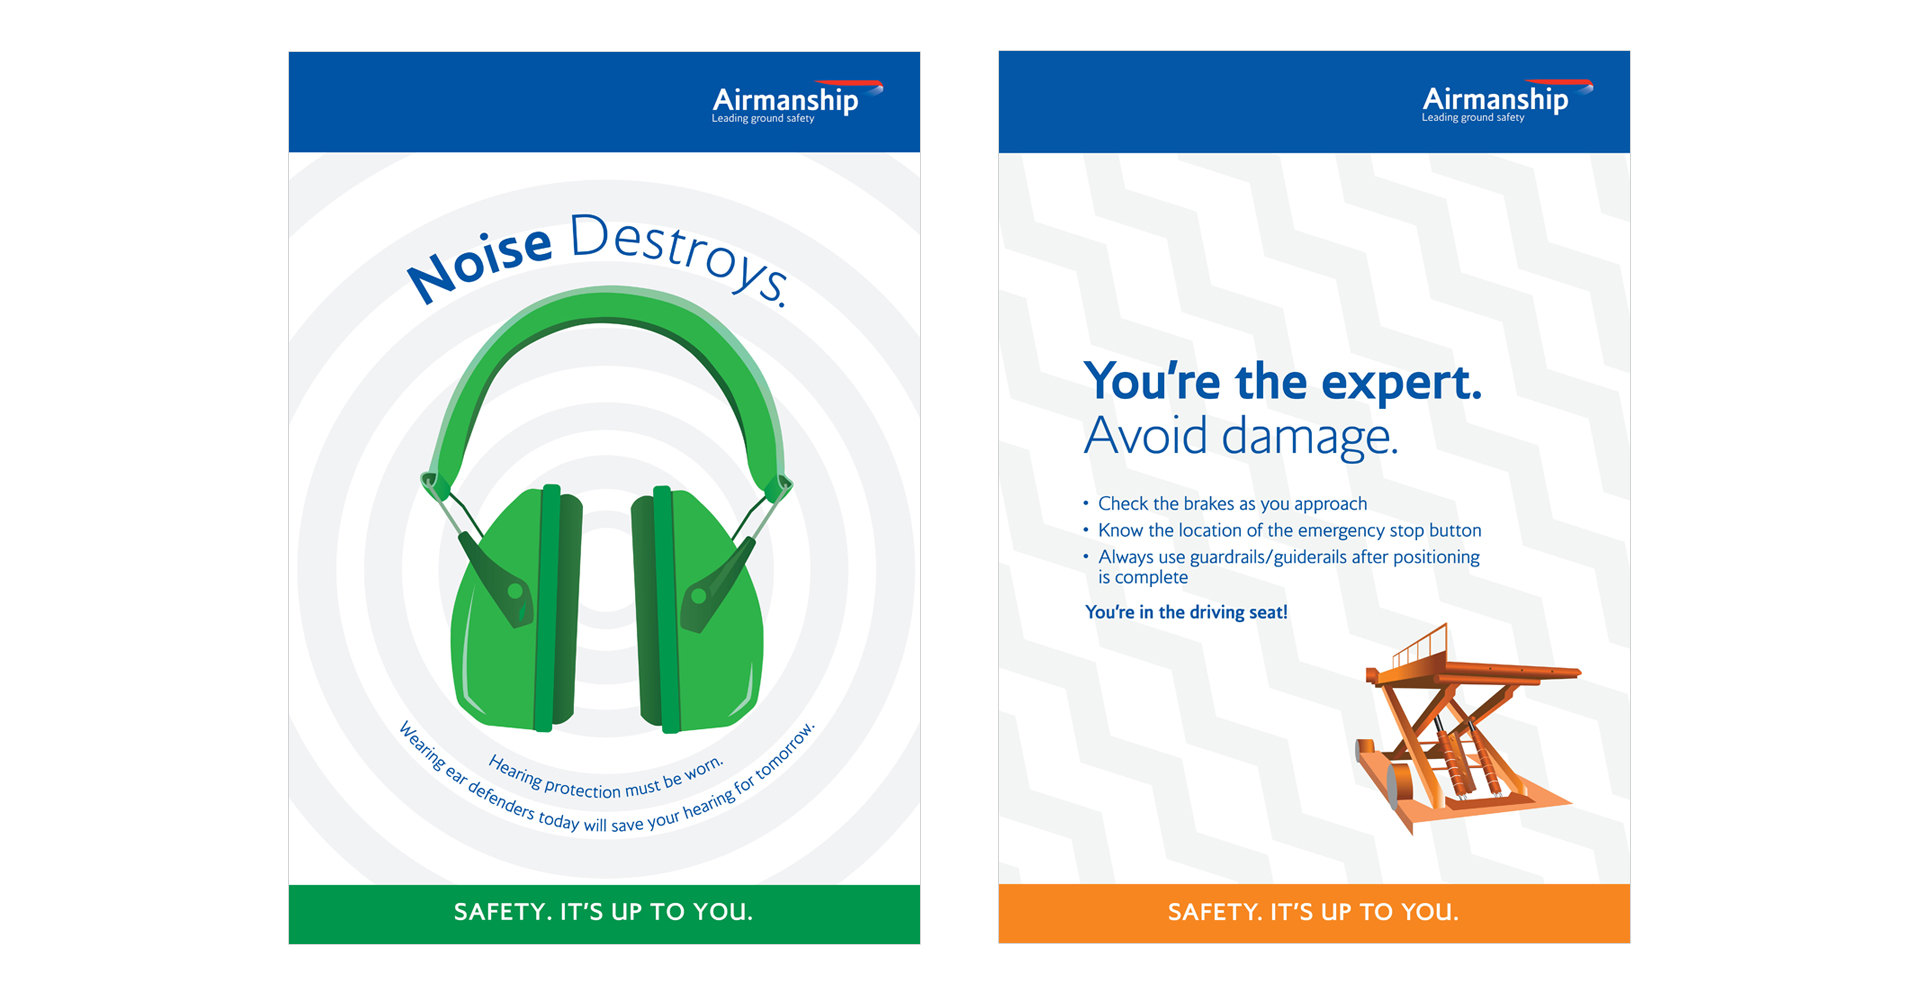 Airmanship
Leading ground safety
Noise Destroys.
Hearing protection must be worn.
Wearing ear defenders today will save your hearing for tomorrow.
SAFETY. IT'S UP TO YOU.
Airmanship
Leading ground safety
You're the expert.
Avoid damage.
• Check the brakes as you approach
• Know the location of the emergency stop button
• Always use guardrails/guiderails after positioning
is complete
You're in the driving seat!
SAFETY. IT'S UP TO YOU.